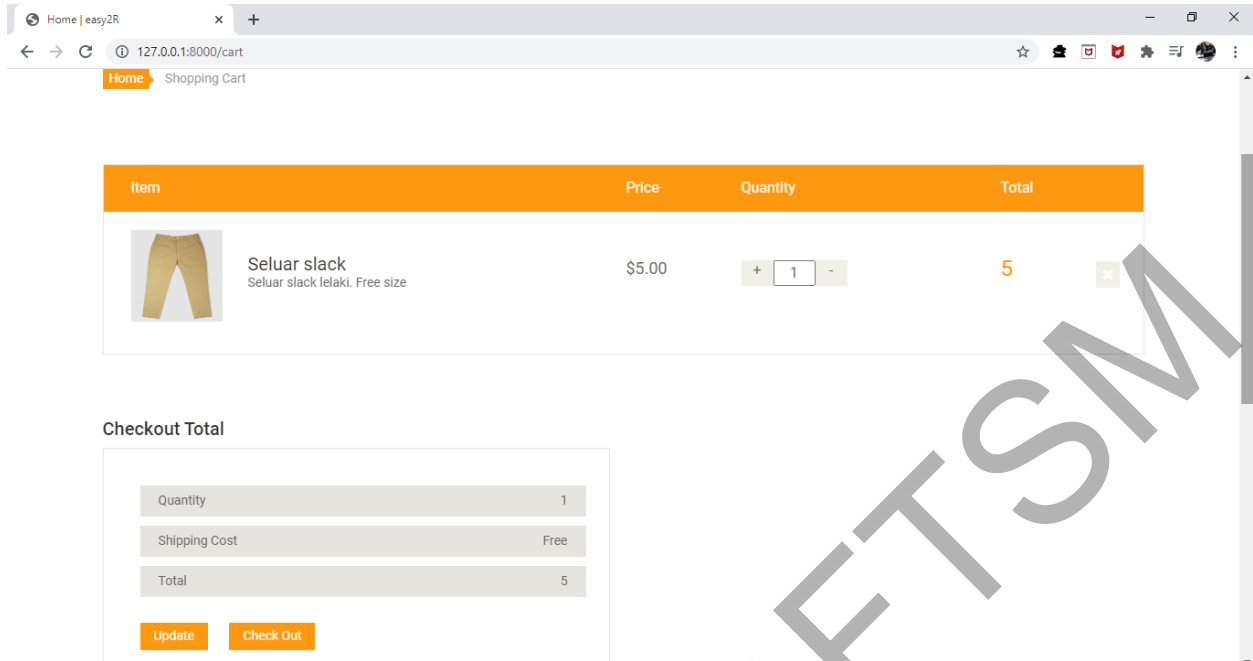 Home | easy2R
127.0.0.1:8000/cart
Home Shopping Cart
Item Price Quantity Total
Seluar slack
Seluar slack lelaki. Free size
$5.00 + 1 - 5
Checkout Total
Quantity 1
Shipping Cost Free
Total 5
Update Check Out
FTSM